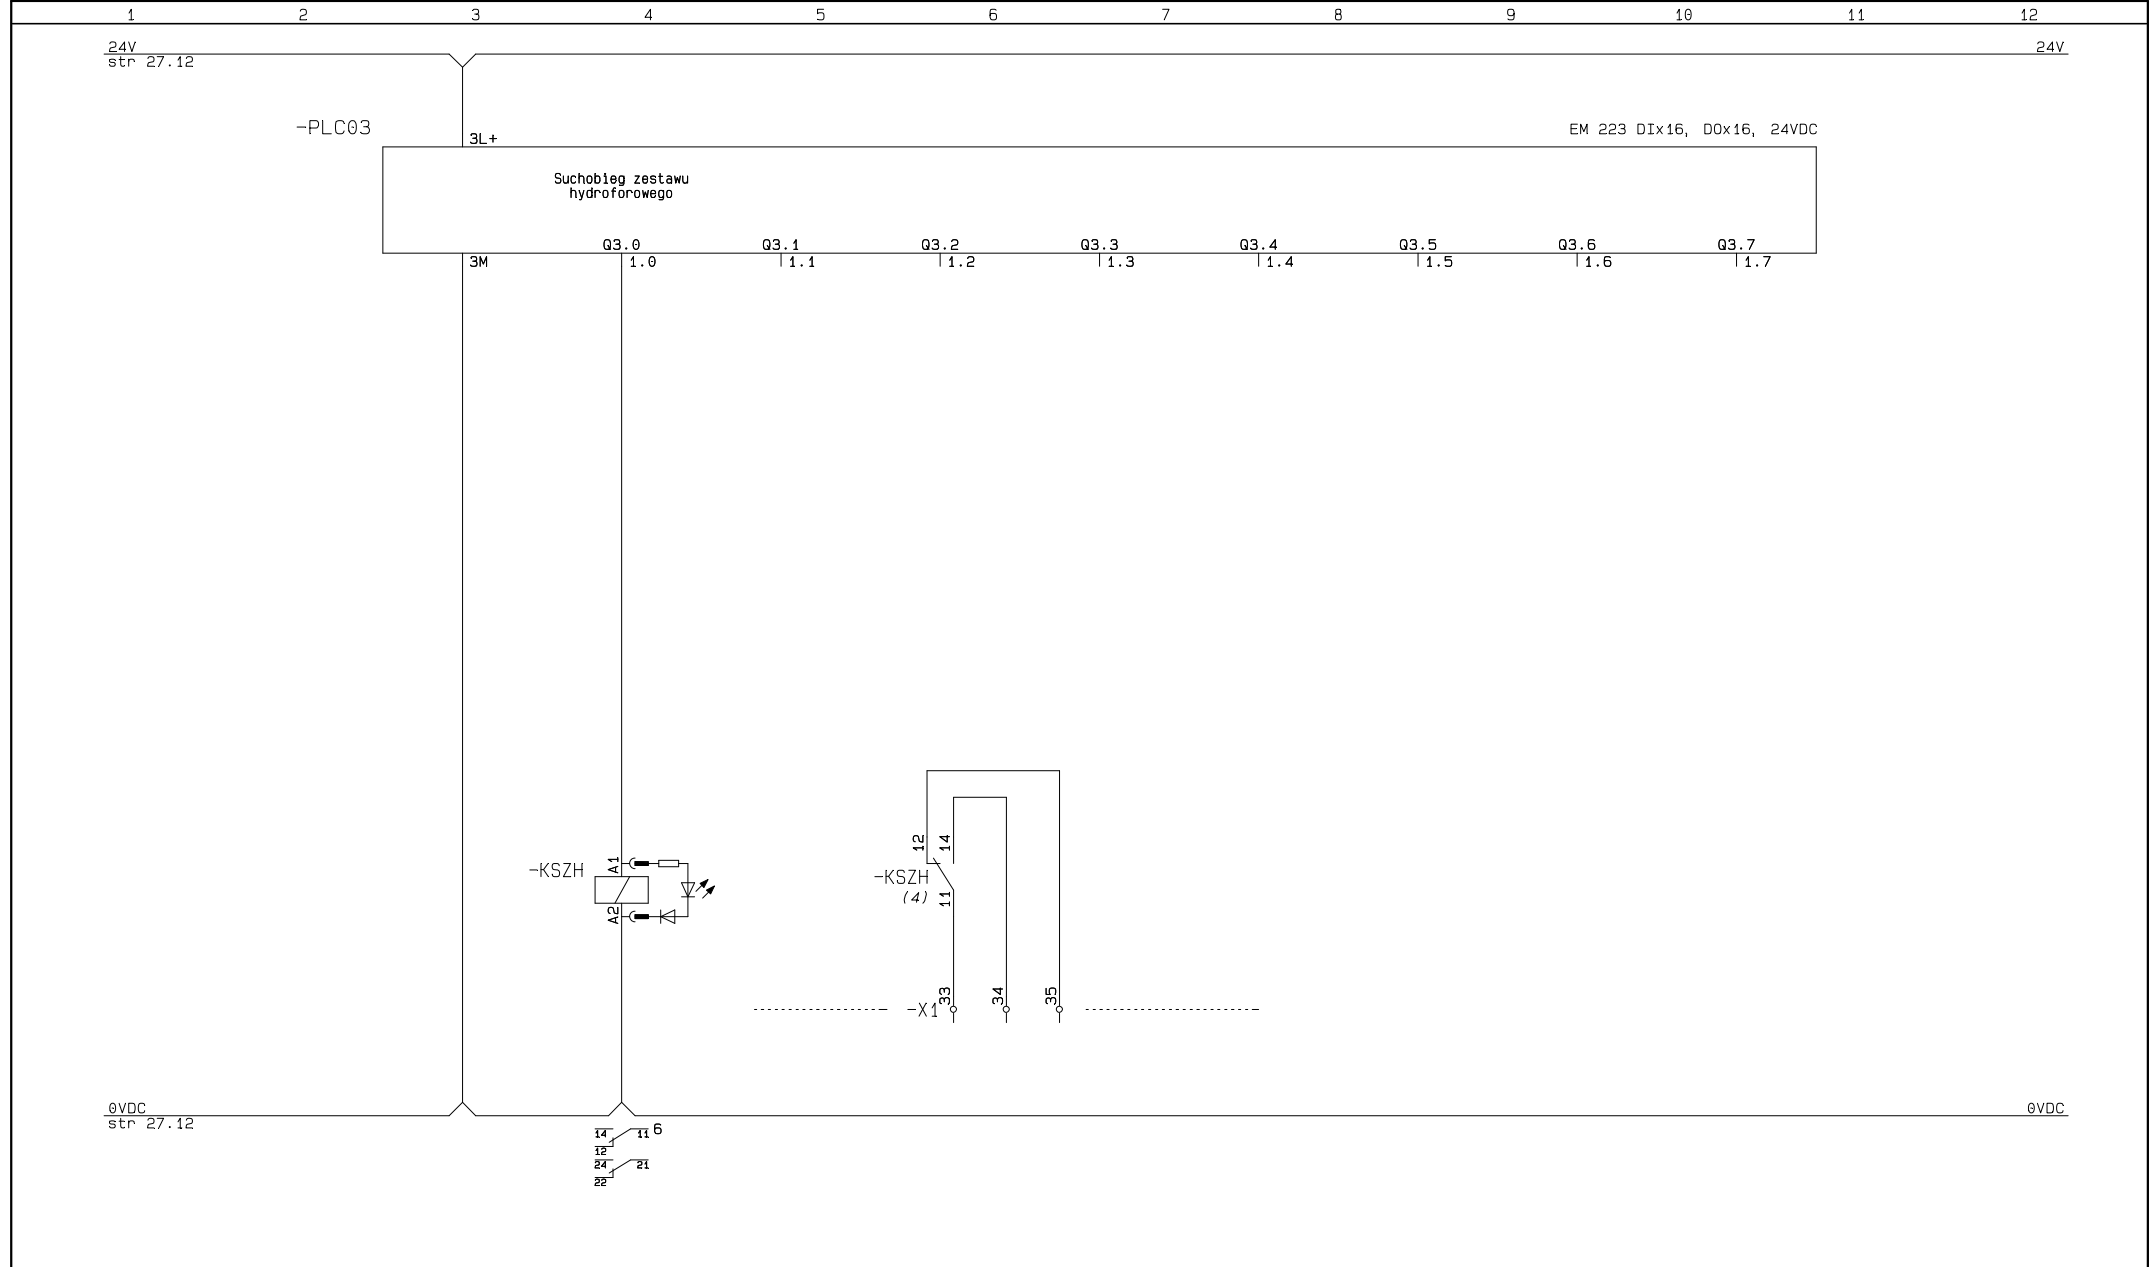 1 2 3 4 5 6 7 8 9 10 11 12
24V 24V
str 27.12
-PLC03 EM 223 DIx16, DOx16, 24VDC
3L+
Suchobieg zestawu
hydroforowego
Q3.0 Q3.1 Q3.2 Q3.3 Q3.4 Q3.5 Q3.6 Q3.7
3M 1.0 1.1 1.2 1.3 1.4 1.5 1.6 1.7
12 14
-KSZH A1 -KSZH
(4) 11
A2
-X1 33 34 35
0VDC 0VDC
str 27.12
14 11 6
12
24 21
22